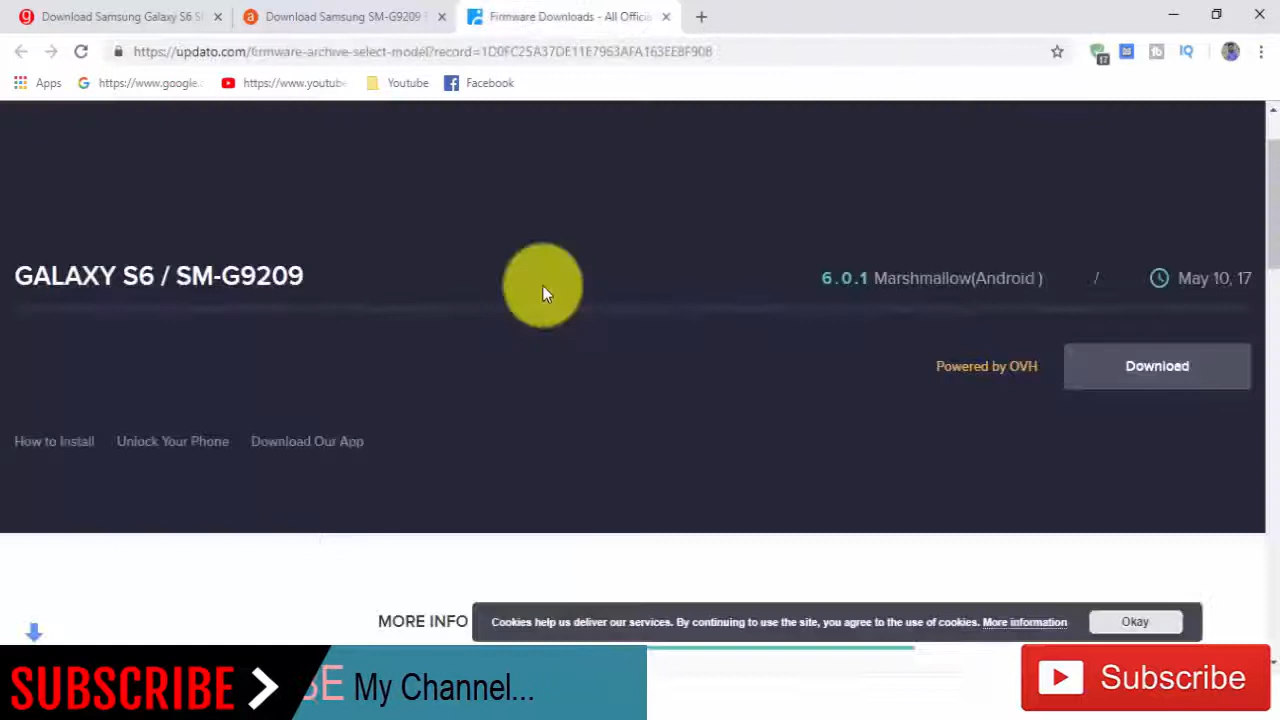 Download Samsung Galaxy S6 S
Download Samsung SM-G9209 F
Firmware Downloads - All Officia
https://updato.com/firmware-archive-select-model?record=1D0FC25A37DE11E7963AFA163EE8F908
17
IQ
Apps
https://www.google.c
https://www.youtube
Youtube
Facebook
GALAXY S6 / SM-G9209
6.0.1 Marshmallow(Android ) / May 10, 17
Powered by OVH
Download
How to Install
Unlock Your Phone
Download Our App
MORE INFO
Cookies help us deliver our services. By continuing to use the site, you agree to the use of cookies. More information
Okay
SUBSCRIBE
BE My Channel...
Subscribe